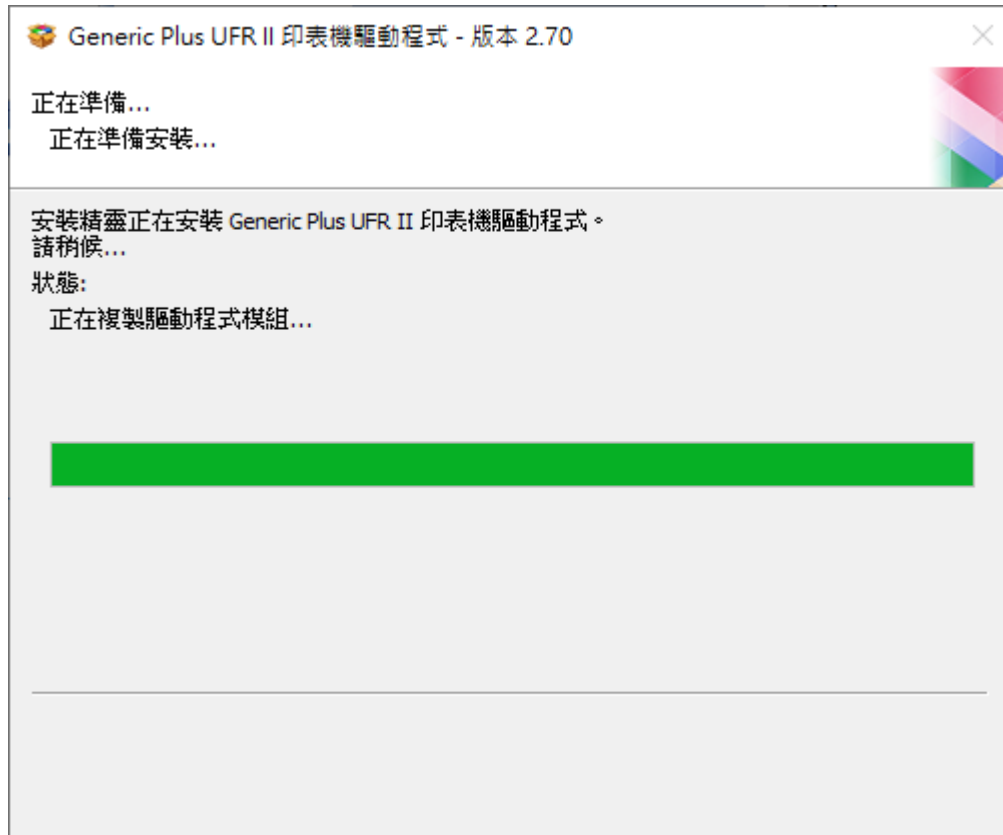 Generic Plus UFR II 印表機驅動程式 - 版本 2.70
正在準備...
正在準備安裝...
安裝精靈正在安裝 Generic Plus UFR II 印表機驅動程式。
請稍候...
狀態:
正在複製驅動程式模組...